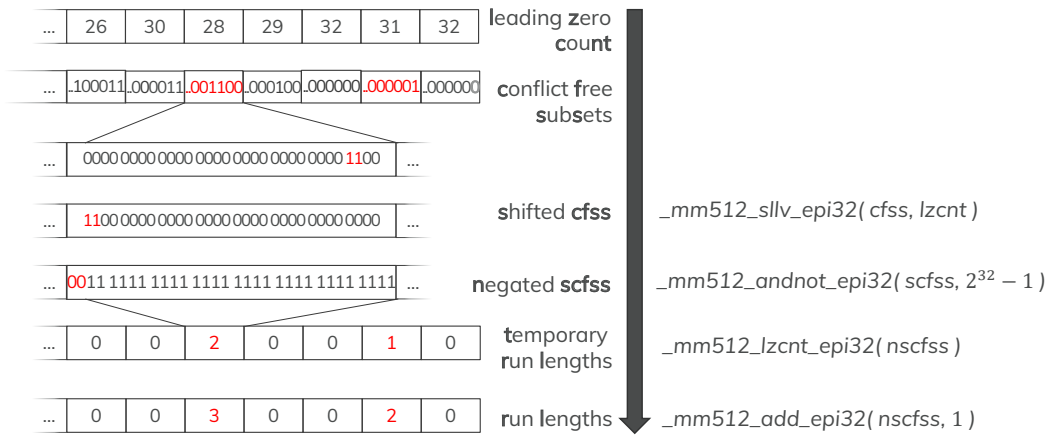 ... 26 30 28 29 32 31 32
leading zero
count
... ..100011 ..000011 ..001100 ..000100 ..000000 ..000001 ..000000
conflict free
subsets
... 0000 0000 0000 0000 0000 0000 0000 1100 ...
... 1100 0000 0000 0000 0000 0000 0000 0000 ...
shifted cfss
_mm512_sllv_epi32( cfss, lzcnt )
... 0011 1111 1111 1111 1111 1111 1111 1111 ...
negated scfss
_mm512_andnot_epi32( scfss, 2³² − 1 )
... 0 0 2 0 0 1 0
temporary
run lengths
_mm512_lzcnt_epi32( nscfss )
... 0 0 3 0 0 2 0
run lengths
_mm512_add_epi32( nscfss, 1 )